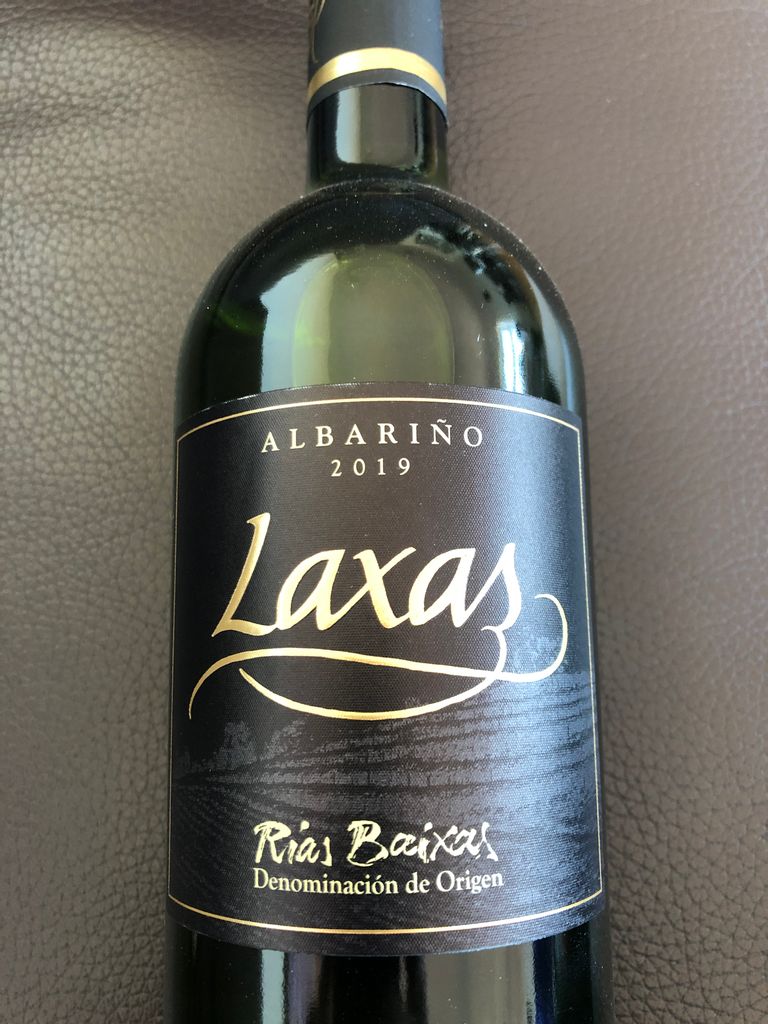 ALBARIÑO
2019
Laxas
Rías Baixas
Denominación de Origen